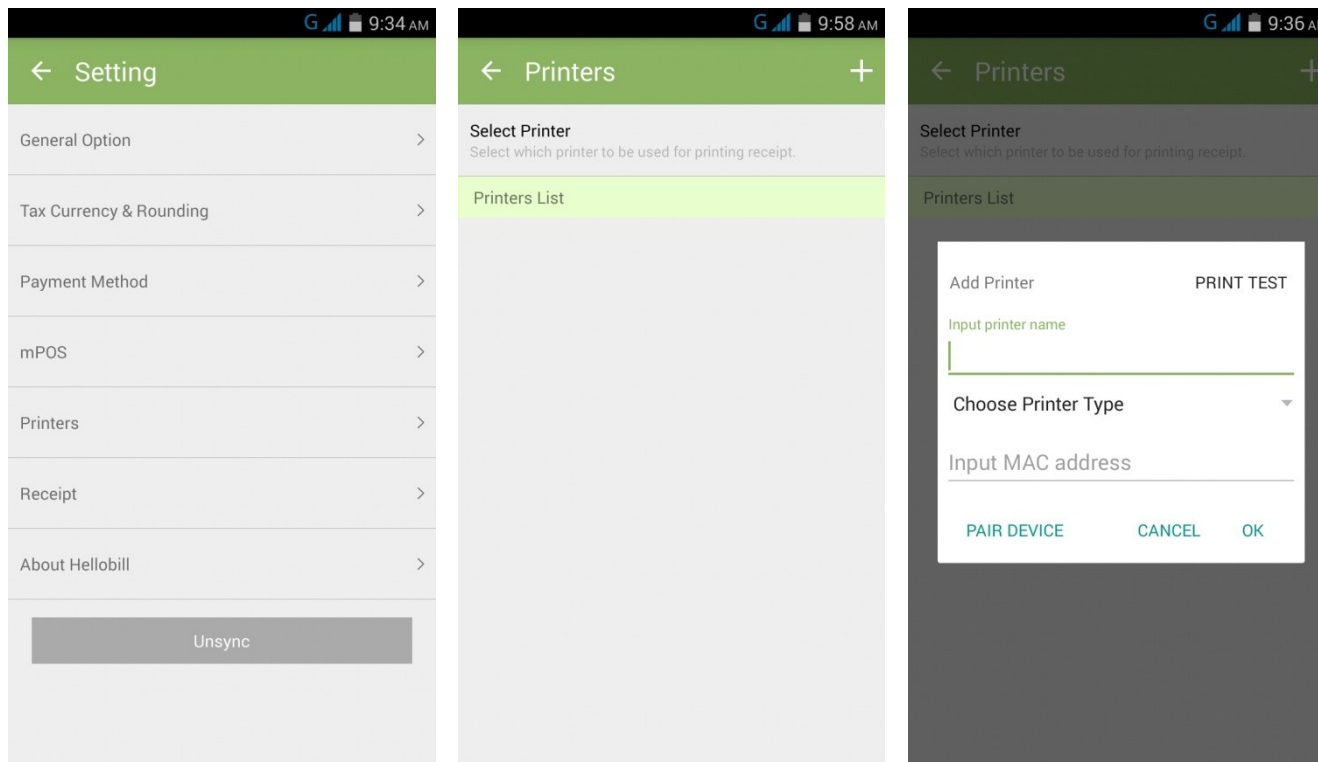 G 9:34 AM
Setting
General Option
Tax Currency & Rounding
Payment Method
mPOS
Printers
Receipt
About Hellobill
Unsync
G 9:58 AM
Printers
Select Printer
Select which printer to be used for printing receipt.
Printers List
G 9:36 A
Printers
Select Printer
Select which printer to be used for printing receipt.
Printers List
Add Printer PRINT TEST
Input printer name
Choose Printer Type
Input MAC address
PAIR DEVICE CANCEL OK